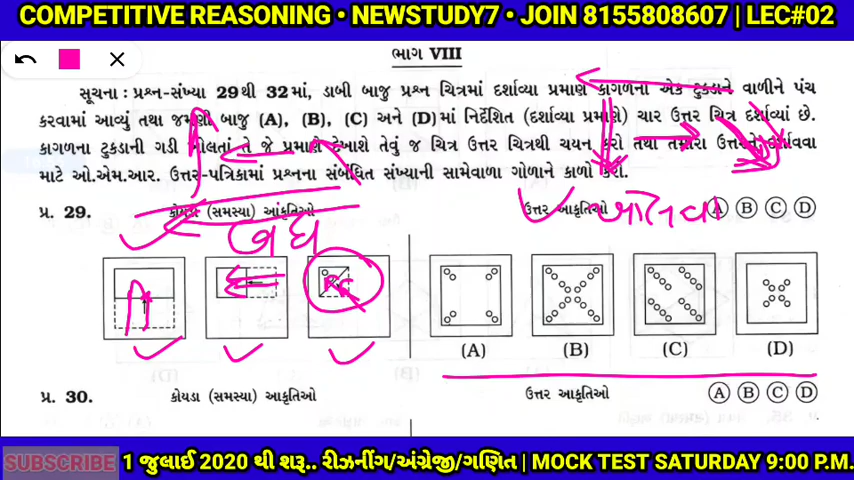 COMPETITIVE REASONING • NEWSTUDY7 • JOIN 8155808607 | LEC#02
ભાગ VIII
સૂચના : પ્રશ્ન-સંખ્યા 29 થી 32 માં, ડાબી બાજુ પ્રશ્ન ચિત્રમાં દર્શાવ્યા પ્રમાણે કાગળના એક ટુકડાને વાળીને પંચ
કરવામાં આવ્યું તથા જમણી બાજુ (A), (B), (C) અને (D) માં નિર્દેશિત (દર્શાવ્યા પ્રમાણે) ચાર ઉત્તર ચિત્ર દર્શાવ્યાં છે.
કાગળના ટુકડાની ગડી ખોલતાં તે જે પ્રમાણે દેખાશે તેવું જ ચિત્ર ઉત્તર ચિત્રથી ચયન કરો તથા તમારા ઉત્તરને દર્શાવવા
માટે ઓ.એમ.આર. ઉત્તર-પત્રિકામાં પ્રશ્નના સંબંધિત સંખ્યાની સામેવાળા ગોળાને કાળો કરો.
પ્ર. 29. કોયડા (સમસ્યા) આકૃતિઓ ઉત્તર આકૃતિઓ A B C D
બંધ
(A) (B) (C) (D)
પ્ર. 30. કોયડા (સમસ્યા) આકૃતિઓ ઉત્તર આકૃતિઓ A B C D
SUBSCRIBE 1 જુલાઈ 2020 થી શરૂ.. રીઝનીંગ/અંગ્રેજી/ગણિત | MOCK TEST SATURDAY 9:00 P.M.